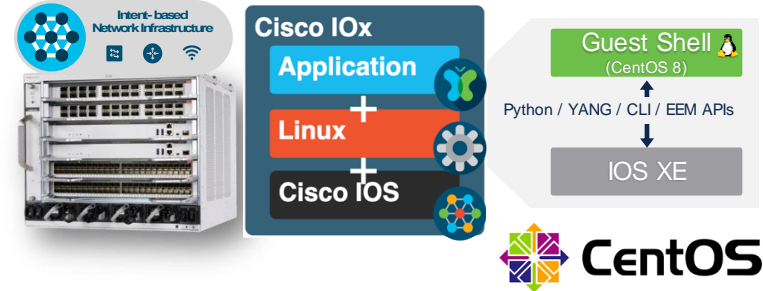 Intent- based
Network Infrastructure
Cisco IOx
Application
+
Linux
+
Cisco IOS
Guest Shell
(CentOS 8)
Python / YANG / CLI / EEM APIs
IOS XE
CentOS